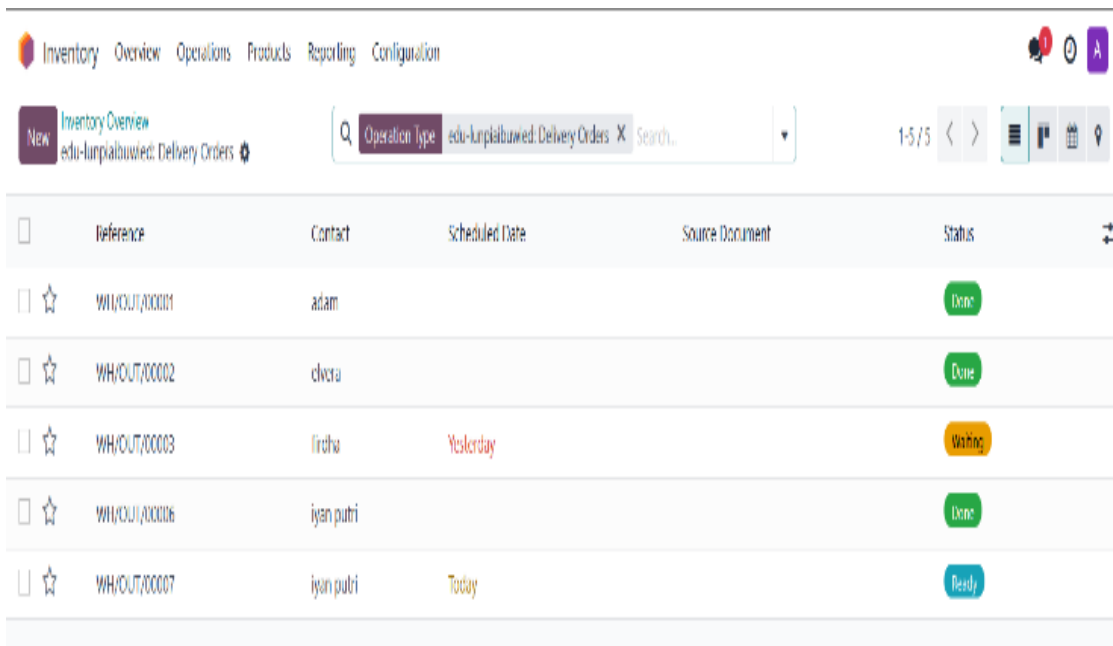 Inventory Overview Operations Products Reporting Configuration 1 A
New Inventory Overview
edu-lunpiaibuwied: Delivery Orders
Operation Type edu-lunpiaibuwied: Delivery Orders X Search...
1-5 / 5
Reference Contact Scheduled Date Source Document Status
WH/OUT/00001 adam Done
WH/OUT/00002 elvera Done
WH/OUT/00003 firdha Yesterday Waiting
WH/OUT/00006 iyan putri Done
WH/OUT/00007 iyan putri Today Ready